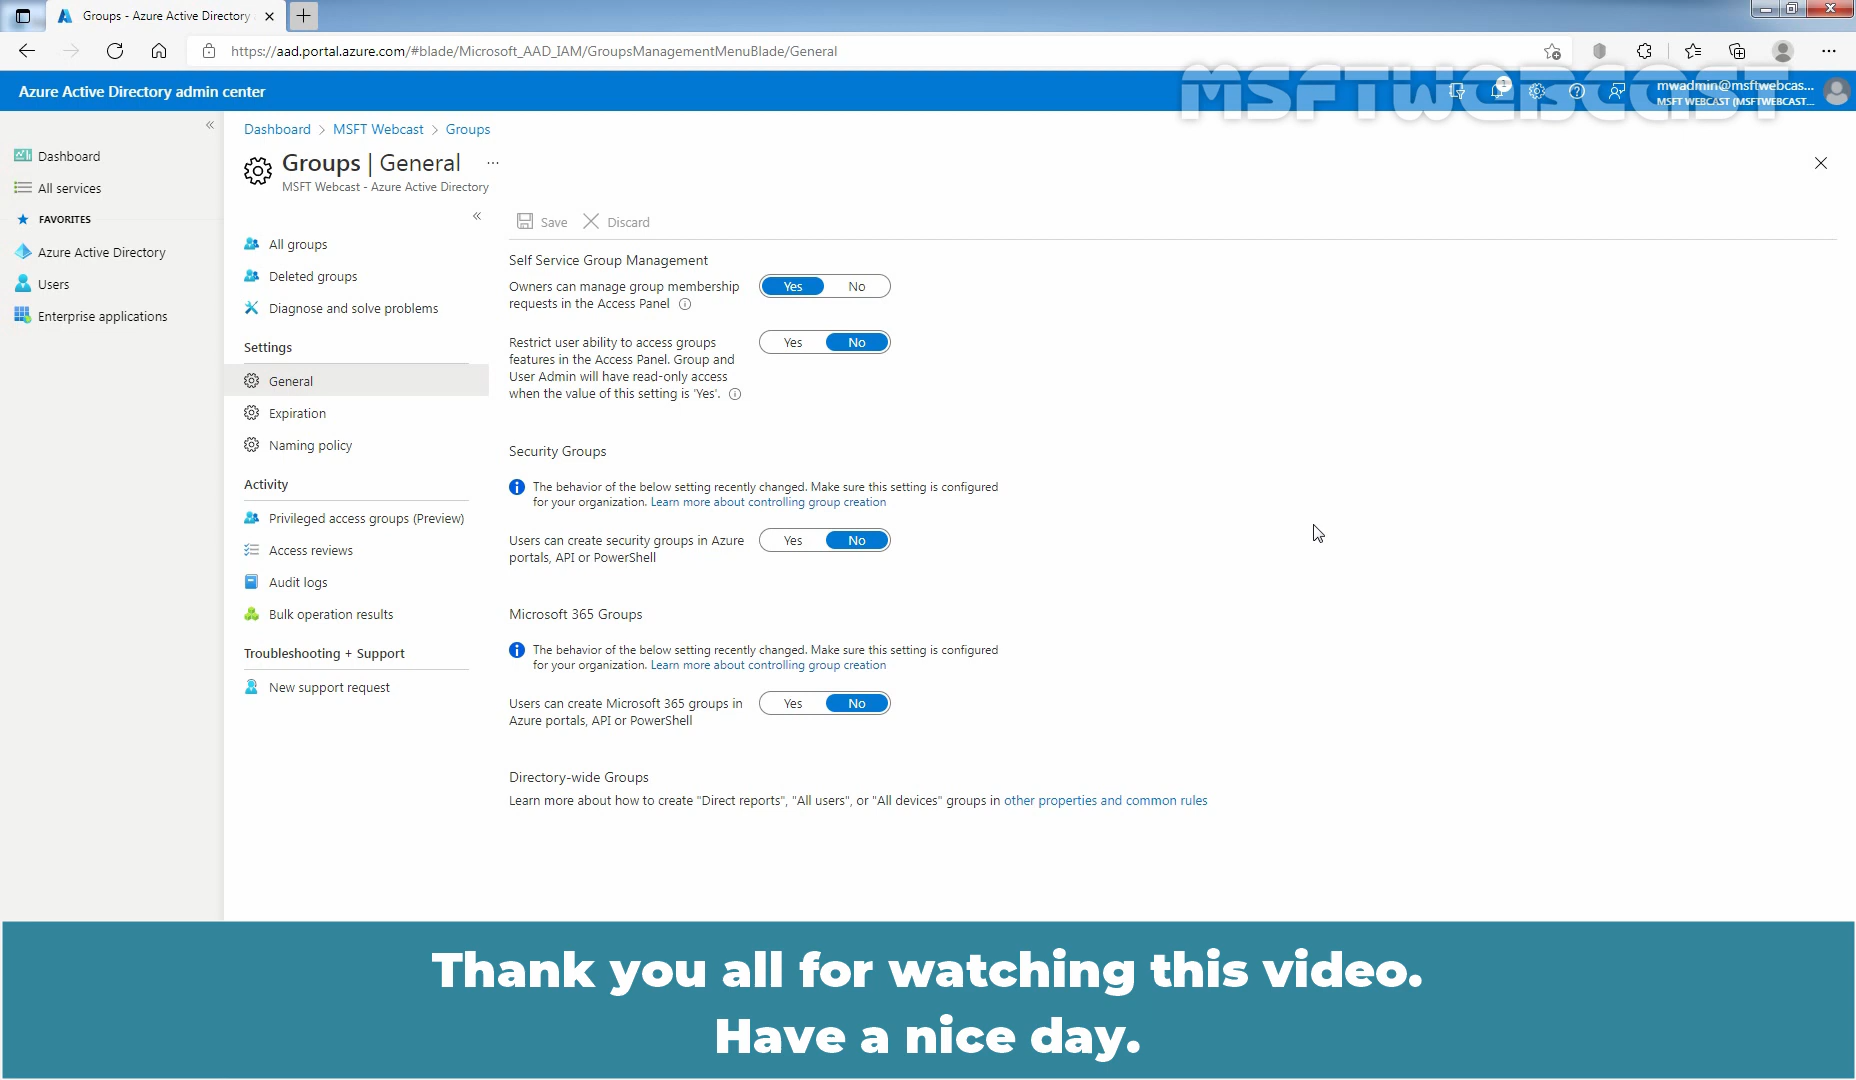 Groups - Azure Active Directory
https://aad.portal.azure.com/#blade/Microsoft_AAD_IAM/GroupsManagementMenuBlade/General
MSFTWEBCAST
Azure Active Directory admin center
1
mwadmin@msftwebcas...
MSFT WEBCAST (MSFTWEBCAST...
Dashboard
All services
FAVORITES
Azure Active Directory
Users
Enterprise applications
Dashboard > MSFT Webcast > Groups
Groups | General ...
MSFT Webcast - Azure Active Directory
All groups
Deleted groups
Diagnose and solve problems
Settings
General
Expiration
Naming policy
Activity
Privileged access groups (Preview)
Access reviews
Audit logs
Bulk operation results
Troubleshooting + Support
New support request
Save Discard
Self Service Group Management
Owners can manage group membership
requests in the Access Panel
Yes No
Restrict user ability to access groups
features in the Access Panel. Group and
User Admin will have read-only access
when the value of this setting is 'Yes'.
Yes No
Security Groups
The behavior of the below setting recently changed. Make sure this setting is configured
for your organization. Learn more about controlling group creation
Users can create security groups in Azure
portals, API or PowerShell
Yes No
Microsoft 365 Groups
The behavior of the below setting recently changed. Make sure this setting is configured
for your organization. Learn more about controlling group creation
Users can create Microsoft 365 groups in
Azure portals, API or PowerShell
Yes No
Directory-wide Groups
Learn more about how to create "Direct reports", "All users", or "All devices" groups in other properties and common rules
Thank you all for watching this video.
Have a nice day.